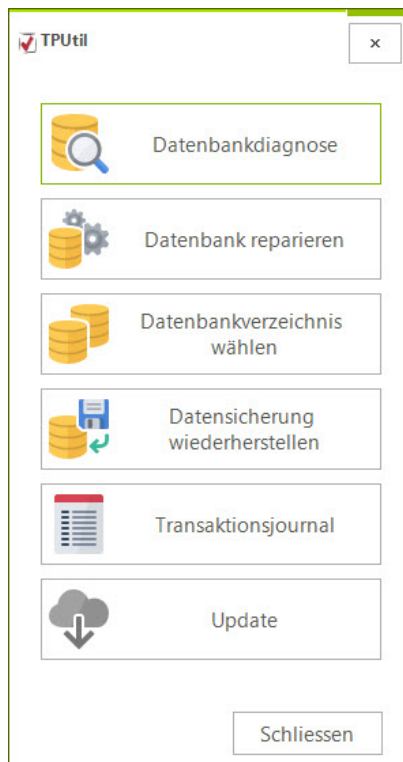 TPUtil
Datenbankdiagnose
Datenbank reparieren
Datenbankverzeichnis
wählen
Datensicherung
wiederherstellen
Transaktionsjournal
Update
Schliessen